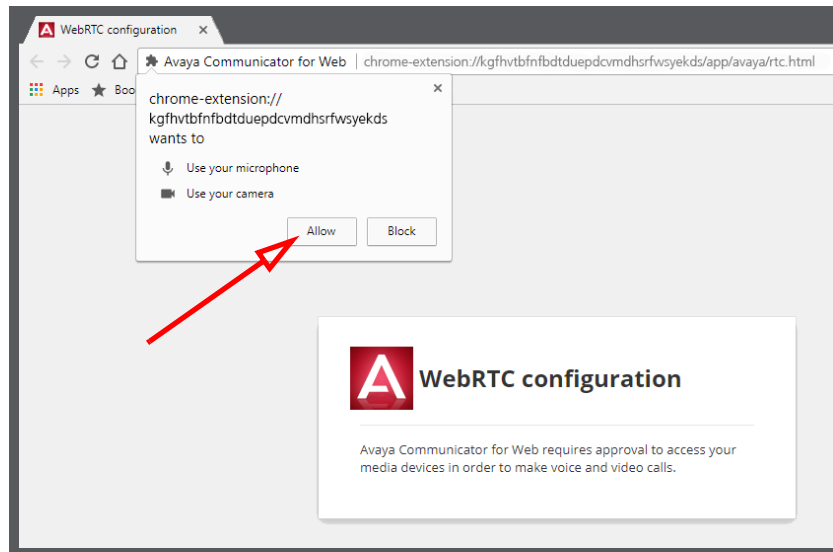 WebRTC configuration
Avaya Communicator for Web chrome-extension://kgfhvtbfnfbdtduepdcvmdhsrfwsyekds/app/avaya/rtc.html
Apps Boo
chrome-extension://
kgfhvtbfnfbdtduepdcvmdhsrfwsyekds
wants to
Use your microphone
Use your camera
Allow Block
WebRTC configuration
Avaya Communicator for Web requires approval to access your
media devices in order to make voice and video calls.